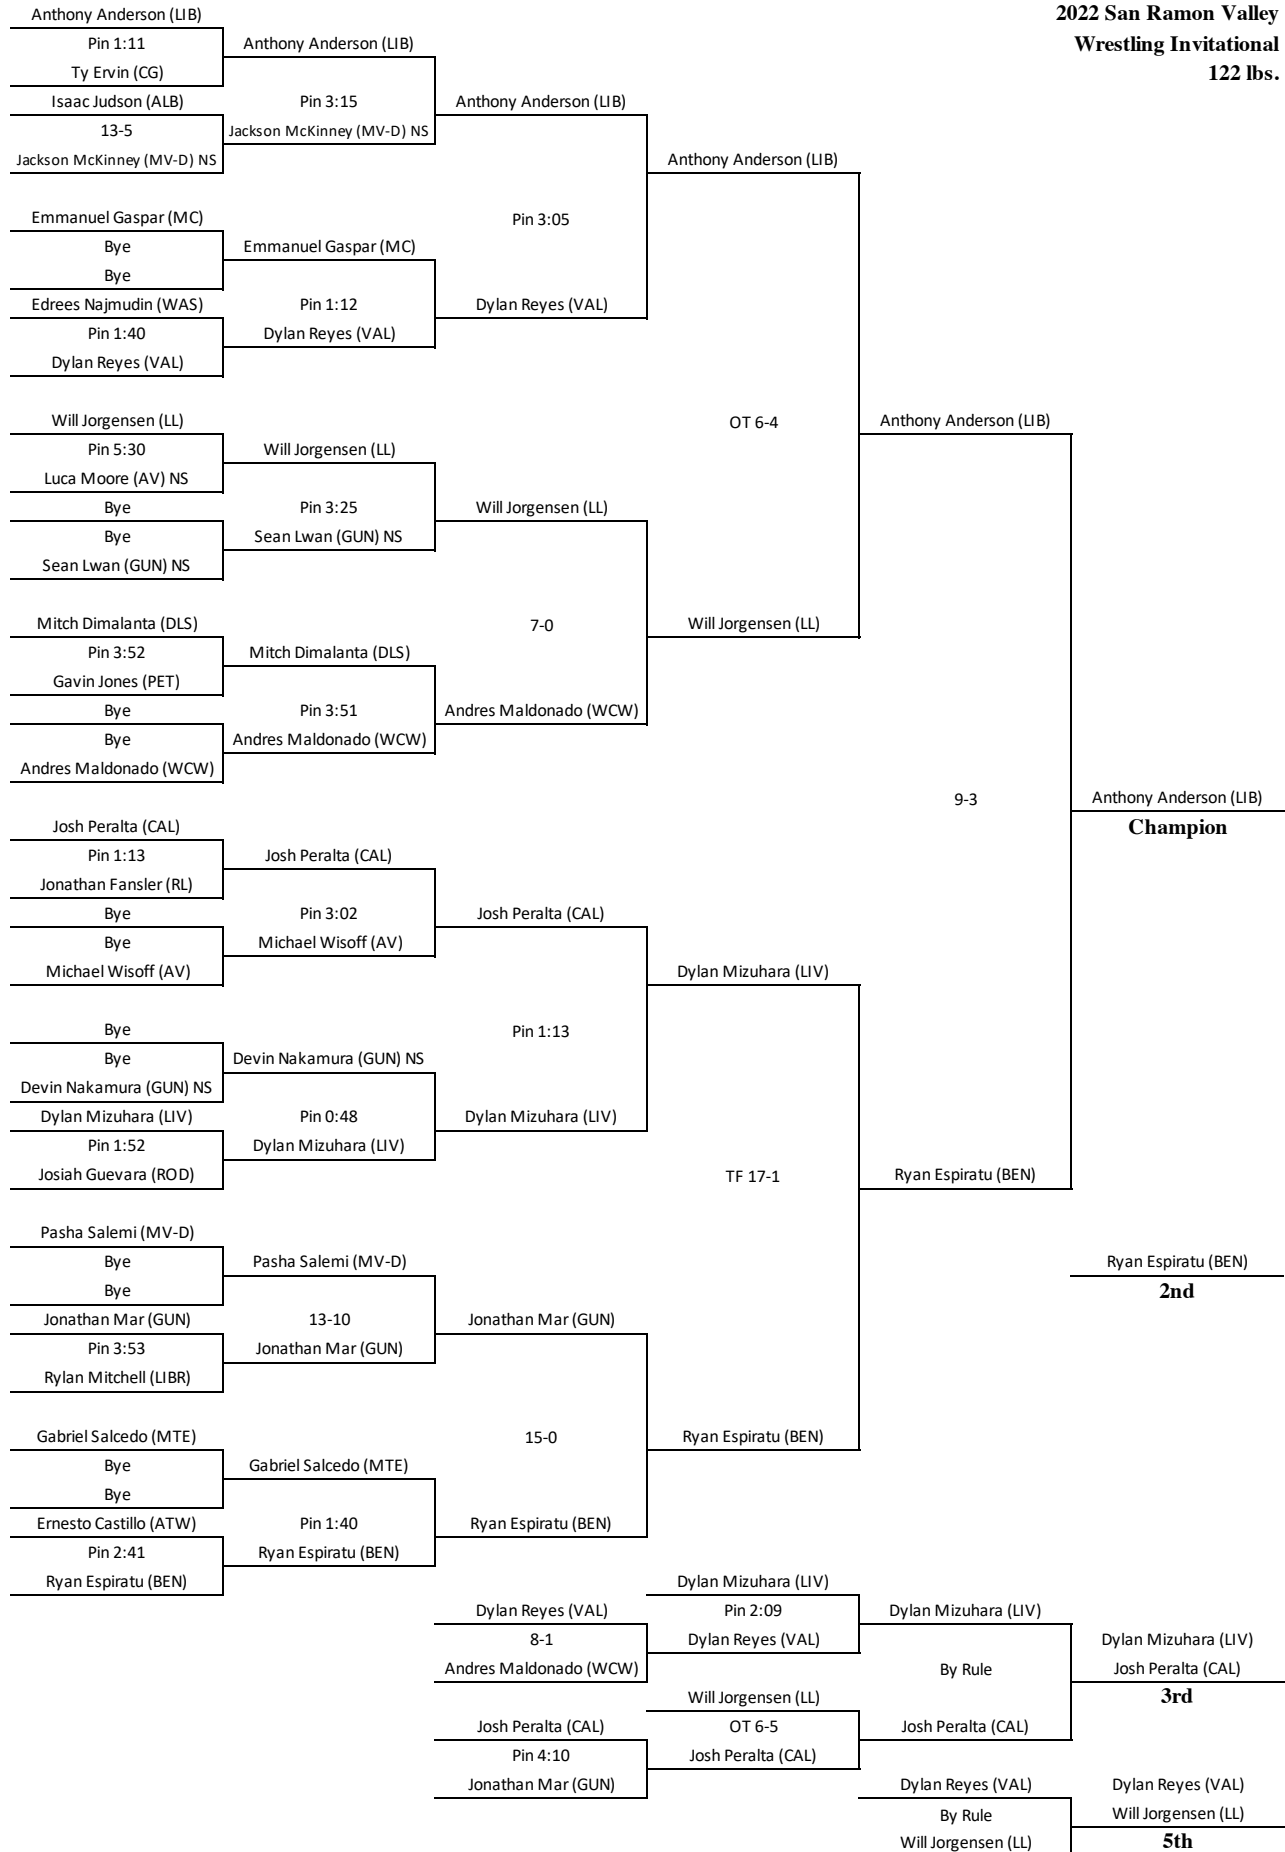 2022 San Ramon Valley
Wrestling Invitational
122 lbs.
Anthony Anderson (LIB)
Pin 1:11
Ty Ervin (CG)
Isaac Judson (ALB)
13-5
Jackson McKinney (MV-D) NS
Emmanuel Gaspar (MC)
Bye
Bye
Edrees Najmudin (WAS)
Pin 1:40
Dylan Reyes (VAL)
Will Jorgensen (LL)
Pin 5:30
Luca Moore (AV) NS
Bye
Bye
Sean Lwan (GUN) NS
Mitch Dimalanta (DLS)
Pin 3:52
Gavin Jones (PET)
Bye
Bye
Andres Maldonado (WCW)
Josh Peralta (CAL)
Pin 1:13
Jonathan Fansler (RL)
Bye
Bye
Michael Wisoff (AV)
Bye
Bye
Devin Nakamura (GUN) NS
Dylan Mizuhara (LIV)
Pin 1:52
Josiah Guevara (ROD)
Pasha Salemi (MV-D)
Bye
Bye
Jonathan Mar (GUN)
Pin 3:53
Rylan Mitchell (LIBR)
Gabriel Salcedo (MTE)
Bye
Bye
Ernesto Castillo (ATW)
Pin 2:41
Ryan Espiratu (BEN)
Anthony Anderson (LIB)
Pin 3:15
Jackson McKinney (MV-D) NS
Emmanuel Gaspar (MC)
Pin 1:12
Dylan Reyes (VAL)
Will Jorgensen (LL)
Pin 3:25
Sean Lwan (GUN) NS
Mitch Dimalanta (DLS)
Pin 3:51
Andres Maldonado (WCW)
Josh Peralta (CAL)
Pin 3:02
Michael Wisoff (AV)
Devin Nakamura (GUN) NS
Pin 0:48
Dylan Mizuhara (LIV)
Pasha Salemi (MV-D)
13-10
Jonathan Mar (GUN)
Gabriel Salcedo (MTE)
Pin 1:40
Ryan Espiratu (BEN)
Anthony Anderson (LIB)
Pin 3:05
Dylan Reyes (VAL)
Will Jorgensen (LL)
7-0
Andres Maldonado (WCW)
Josh Peralta (CAL)
Pin 1:13
Dylan Mizuhara (LIV)
Jonathan Mar (GUN)
15-0
Ryan Espiratu (BEN)
Anthony Anderson (LIB)
OT 6-4
Will Jorgensen (LL)
Dylan Mizuhara (LIV)
TF 17-1
Ryan Espiratu (BEN)
Anthony Anderson (LIB)
9-3
Ryan Espiratu (BEN)
Anthony Anderson (LIB)
Champion
Ryan Espiratu (BEN)
2nd
Dylan Reyes (VAL)
8-1
Andres Maldonado (WCW)
Josh Peralta (CAL)
Pin 4:10
Jonathan Mar (GUN)
Dylan Mizuhara (LIV)
Pin 2:09
Dylan Reyes (VAL)
Will Jorgensen (LL)
OT 6-5
Josh Peralta (CAL)
Dylan Mizuhara (LIV)
By Rule
Josh Peralta (CAL)
Dylan Mizuhara (LIV)
Josh Peralta (CAL)
3rd
Dylan Reyes (VAL)
By Rule
Will Jorgensen (LL)
Dylan Reyes (VAL)
Will Jorgensen (LL)
5th